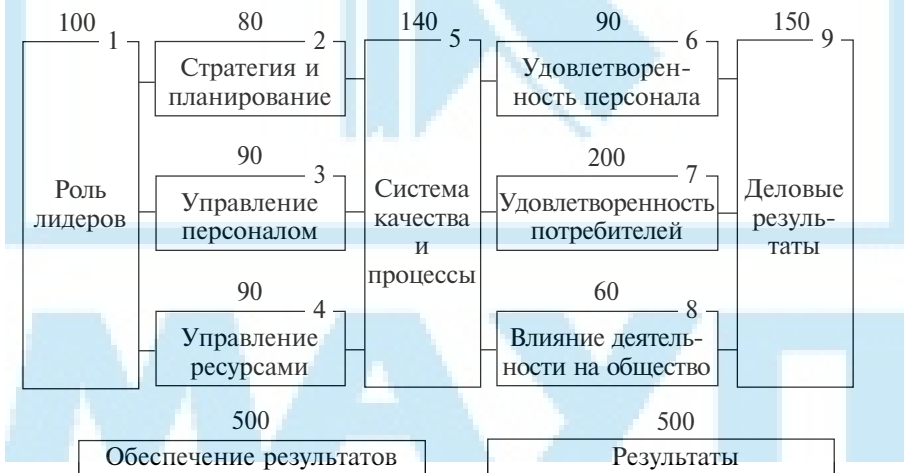 100
1
Роль
лидеров
80
2
Стратегия и
планирование
90
3
Управление
персоналом
90
4
Управление
ресурсами
140
5
Система
качества
и
процессы
90
6
Удовлетворен-
ность персонала
200
7
Удовлетворенность
потребителей
60
8
Влияние деятель-
ности на общество
150
9
Деловые
резуль-
таты
500
Обеспечение результатов
500
Результаты
МАУП